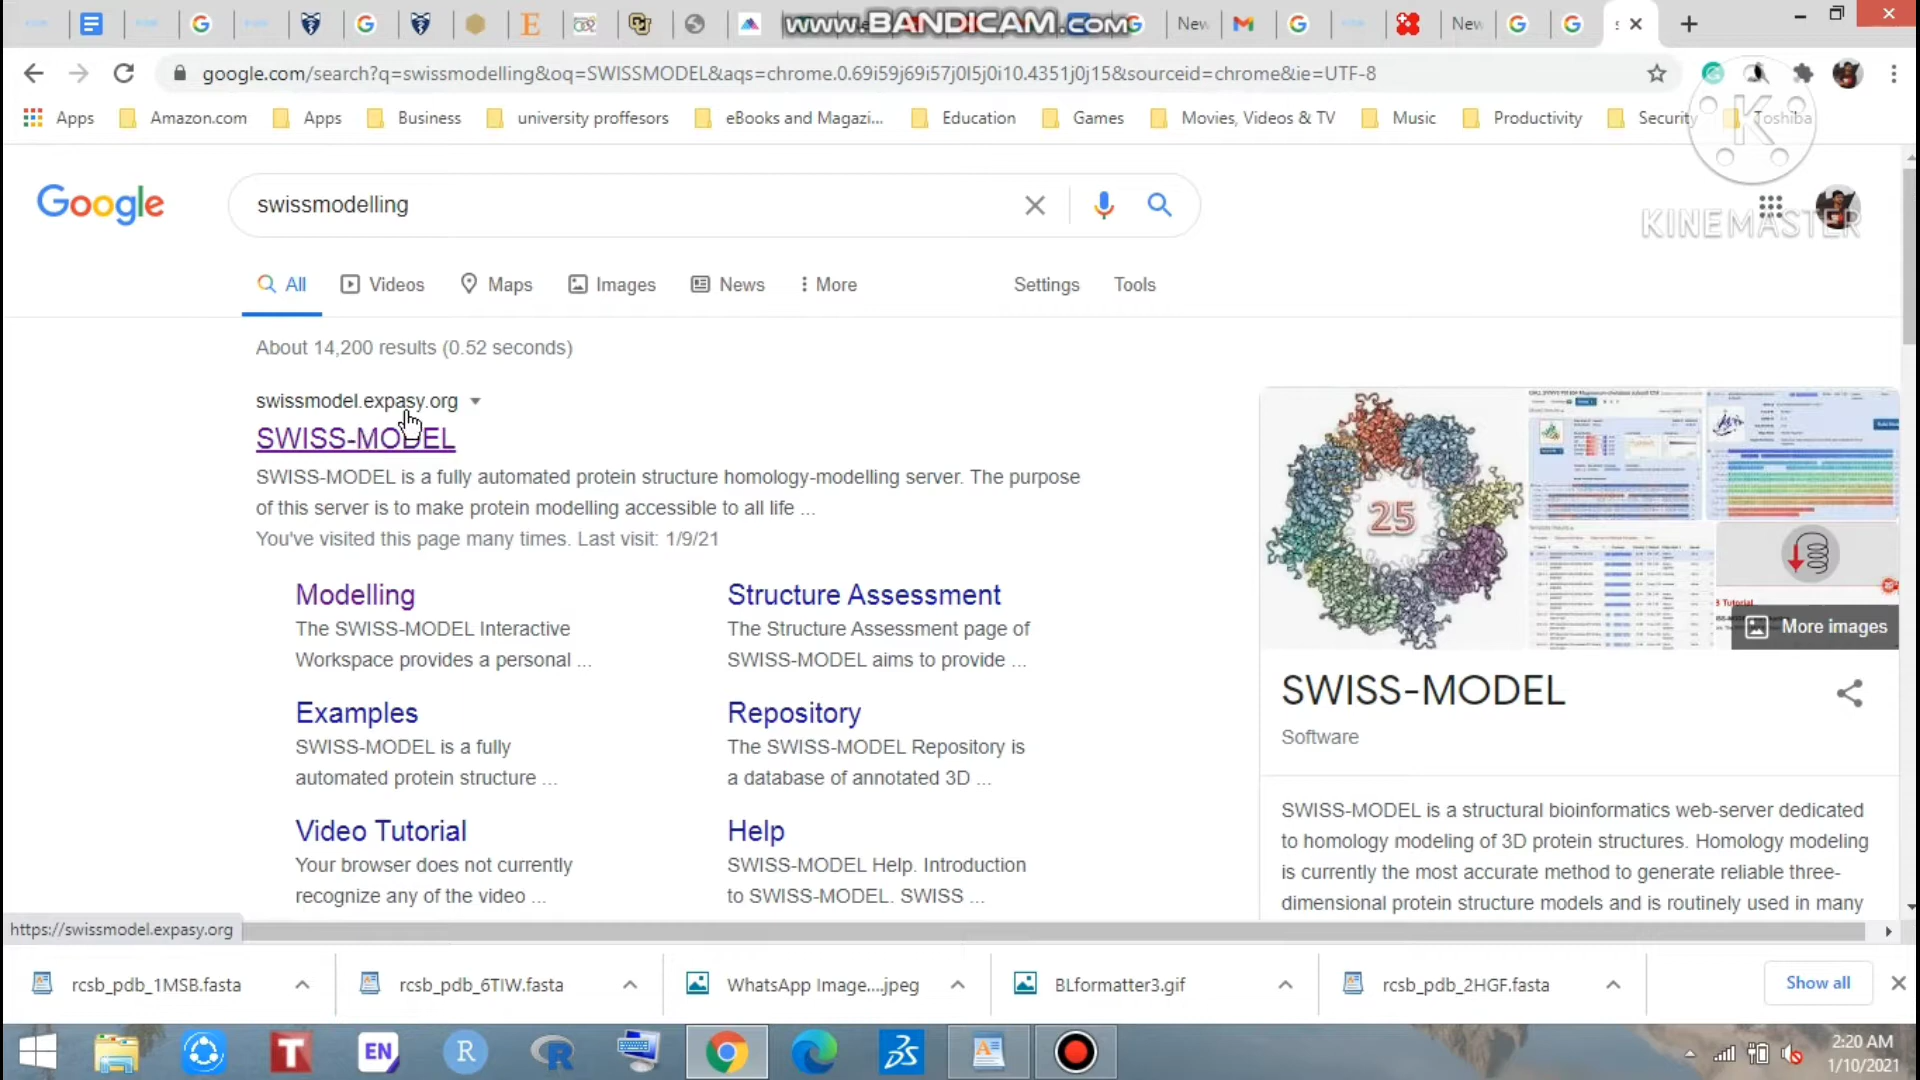 www.BANDICAM.com
New
New
google.com/search?q=swissmodelling&oq=SWISSMODEL&aqs=chrome.0.69i59j69i57j0l5j0i10.4351j0j15&sourceid=chrome&ie=UTF-8
Apps Amazon.com Apps Business university proffesors eBooks and Magazi... Education Games Movies, Videos & TV Music Productivity Security Toshiba
KINEMASTER
Google
swissmodelling
All Videos Maps Images News More Settings Tools
About 14,200 results (0.52 seconds)
swissmodel.expasy.org
SWISS-MODEL
SWISS-MODEL is a fully automated protein structure homology-modelling server. The purpose
of this server is to make protein modelling accessible to all life ...
You've visited this page many times. Last visit: 1/9/21
Modelling
The SWISS-MODEL Interactive
Workspace provides a personal ...
Structure Assessment
The Structure Assessment page of
SWISS-MODEL aims to provide ...
Examples
SWISS-MODEL is a fully
automated protein structure ...
Repository
The SWISS-MODEL Repository is
a database of annotated 3D ...
Video Tutorial
Your browser does not currently
recognize any of the video ...
Help
SWISS-MODEL Help. Introduction
to SWISS-MODEL. SWISS ...
25
Tutorial
More images
SWISS-MODEL
Software
SWISS-MODEL is a structural bioinformatics web-server dedicated
to homology modeling of 3D protein structures. Homology modeling
is currently the most accurate method to generate reliable three-
dimensional protein structure models and is routinely used in many
https://swissmodel.expasy.org
rcsb_pdb_1MSB.fasta rcsb_pdb_6TIW.fasta WhatsApp Image....jpeg BLformatter3.gif rcsb_pdb_2HGF.fasta Show all
EN
2:20 AM
1/10/2021